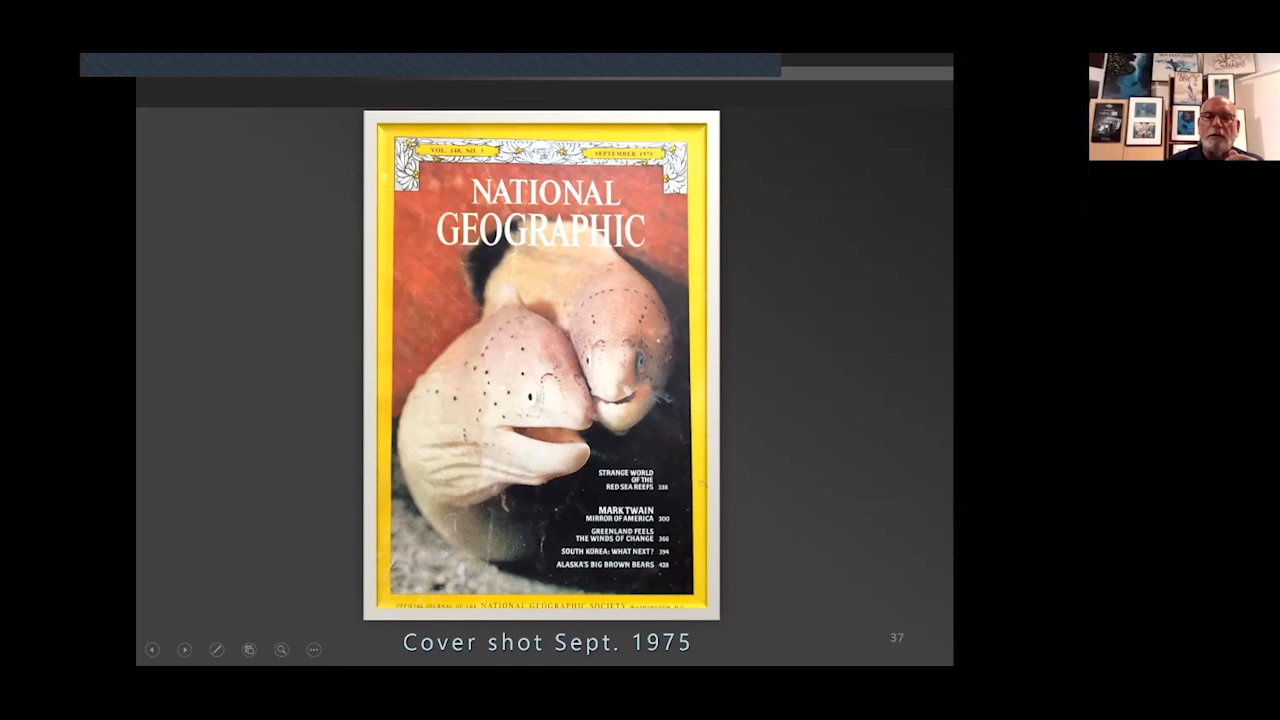 VOL. 148, NO. 3
SEPTEMBER 1975
NATIONAL
GEOGRAPHIC
STRANGE WORLD
OF THE
RED SEA REEFS 338
MARK TWAIN
MIRROR OF AMERICA 300
GREENLAND FEELS
THE WINDS OF CHANGE 366
SOUTH KOREA: WHAT NEXT? 394
ALASKA'S BIG BROWN BEARS 428
OFFICIAL JOURNAL OF THE NATIONAL GEOGRAPHIC SOCIETY WASHINGTON, D.C.
Cover shot Sept. 1975
37